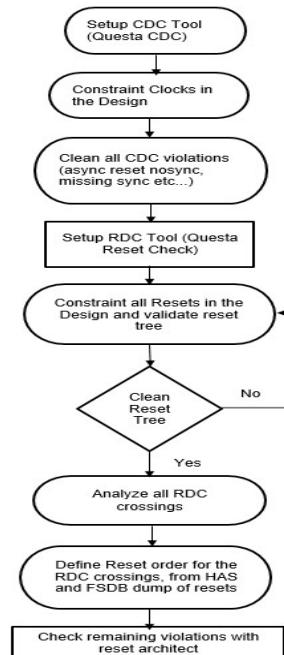 Setup CDC Tool
(Questa CDC)
Constraint Clocks in
the Design
Clean all CDC violations
(async reset nosync,
missing sync etc...)
Setup RDC Tool (Questa
Reset Check)
Constraint all Resets in the
Design and validate reset
tree
Clean
Reset
Tree
No
Yes
Analyze all RDC
crossings
Define Reset order for the
RDC crossings, from HAS
and FSDB dump of resets
Check remaining violations with
reset architect